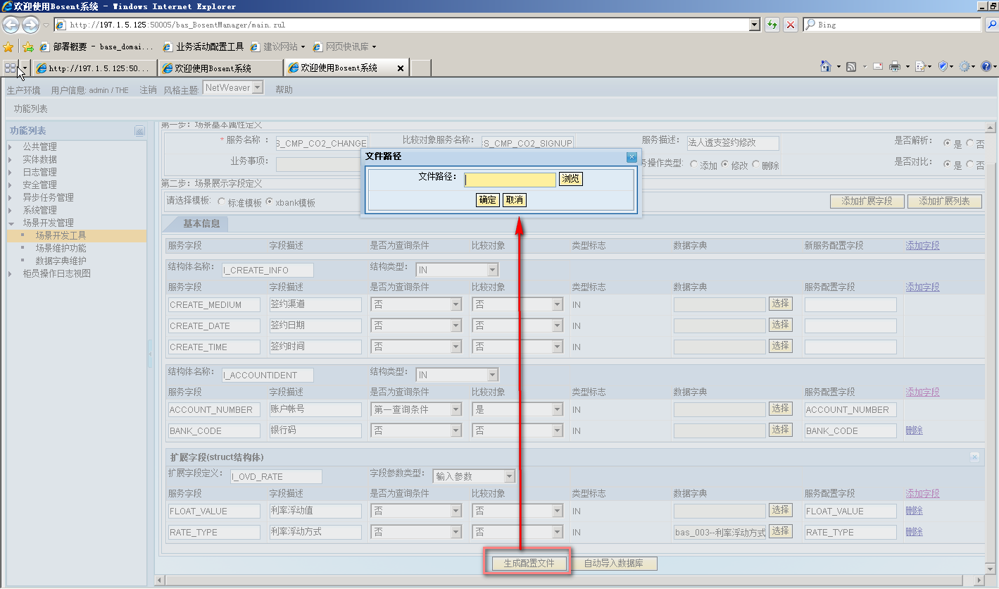 欢迎使用Bosent系统 - Windows Internet Explorer
http://197.1.5.125:50005/bas_BosentManager/main.zul
Bing
部署概要 - base_domai... 业务活动配置工具 建议网站 网页快讯库
http://197.1.5.125:50... 欢迎使用Bosent系统 欢迎使用Bosent系统
生产环境 用户信息: admin / THE 注销 风格主题: NetWeaver 帮助
功能列表
功能列表
公共管理
实体数据
日志管理
安全管理
异步任务管理
系统管理
场景开发管理
场景开发工具
场景维护功能
数据字典维护
柜员操作日志视图
第一步：场景基本属性定义
* 服务名称： S_CMP_CO2_CHANGE 比较对象服务名称： S_CMP_CO2_SIGNUP 服务描述： 法人透支签约修改 是否解析： 是 否
业务事项： 务操作类型: 添加 修改 删除 是否对比： 是 否
第二步：场景展示字段定义
请选择模板: 标准模板 xbank模板 添加扩展字段 添加扩展列表
文件路径
文件路径： 浏览
确定 取消
基本信息
服务字段 字段描述 是否为查询条件 比较对象 类型标志 数据字典 新服务配置字段 添加字段
结构体名称： I_CREATE_INFO 结构类型： IN
服务字段 字段描述 是否为查询条件 比较对象 类型标志 数据字典 服务配置字段 添加字段
CREATE_MEDIUM 签约渠道 否 否 IN 选择
CREATE_DATE 签约日期 否 否 IN 选择
CREATE_TIME 签约时间 否 否 IN 选择
结构体名称： I_ACCOUNTIDENT 结构类型： IN
服务字段 字段描述 是否为查询条件 比较对象 类型标志 数据字典 服务配置字段 添加字段
ACCOUNT_NUMBER 账户帐号 第一查询条件 是 IN 选择 ACCOUNT_NUMBER
BANK_CODE 银行码 否 否 IN 选择 BANK_CODE 删除
扩展字段(struct结构体)
扩展字段定义： I_OVD_RATE 字段参数类型： 输入参数
服务字段 字段描述 是否为查询条件 比较对象 类型标志 数据字典 服务配置字段 添加字段
FLOAT_VALUE 利率浮动值 否 否 IN 选择 FLOAT_VALUE 删除
RATE_TYPE 利率浮动方式 否 否 IN bas_003--利率浮动方式 选择 RATE_TYPE 删除
生成配置文件 自动导入数据库